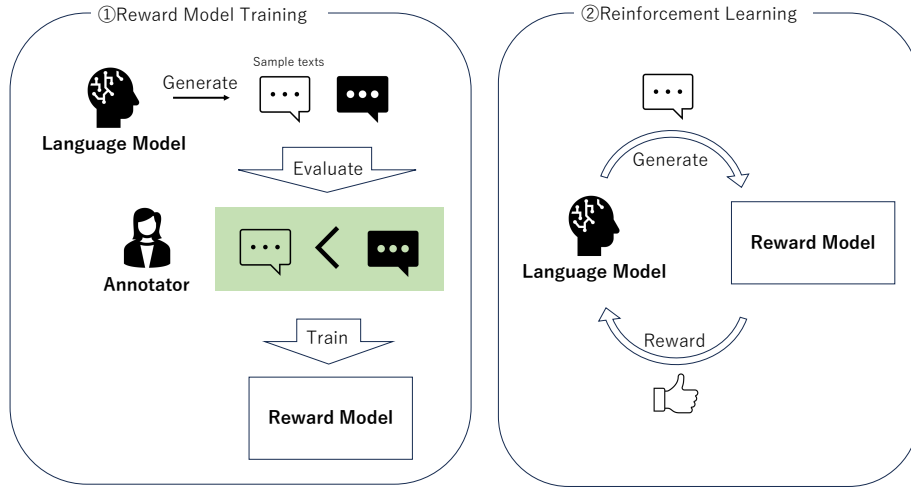 ①Reward Model Training
Generate
Sample texts
Language Model
Evaluate
Annotator
<
Train
Reward Model
②Reinforcement Learning
Generate
Language Model
Reward Model
Reward